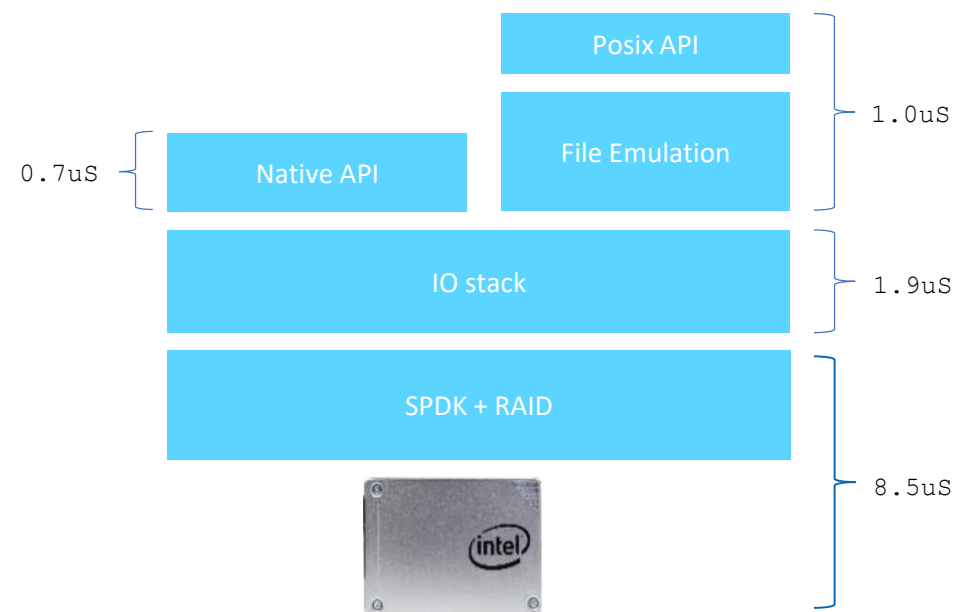 Posix API
1.0uS
File Emulation
0.7uS
Native API
IO stack
1.9uS
SPDK + RAID
8.5uS
intel